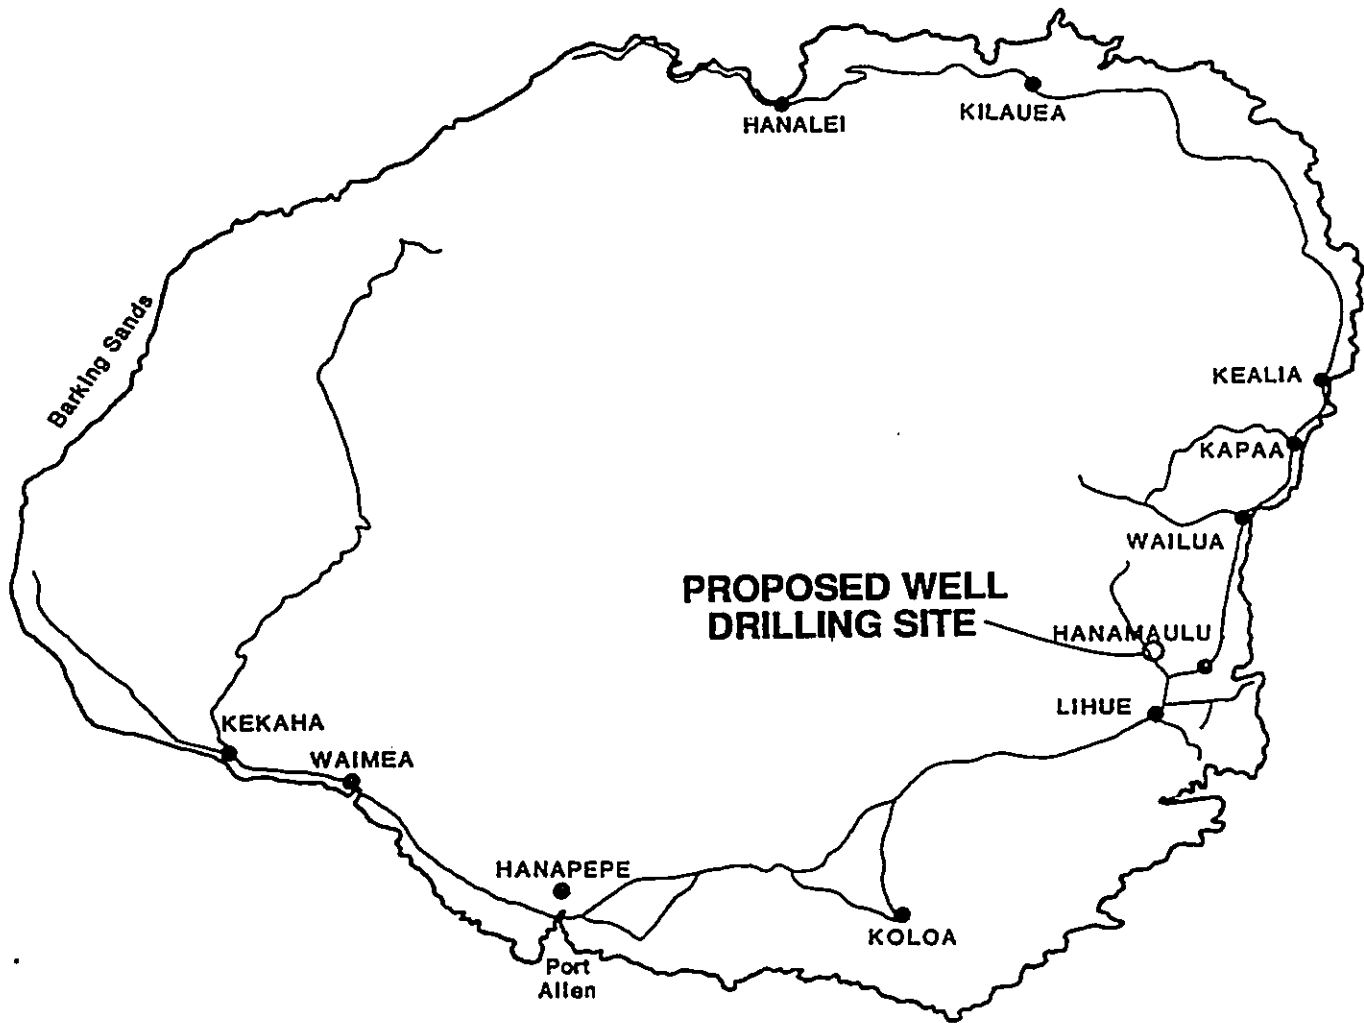 HANALEI
KILAUEA
Barking Sands
KEALIA
KAPAA
WAILUA
PROPOSED WELL
DRILLING SITE
HANAMAULU
LIHUE
KEKAHA
WAIMEA
HANAPEPE
KOLOA
Port
Allen